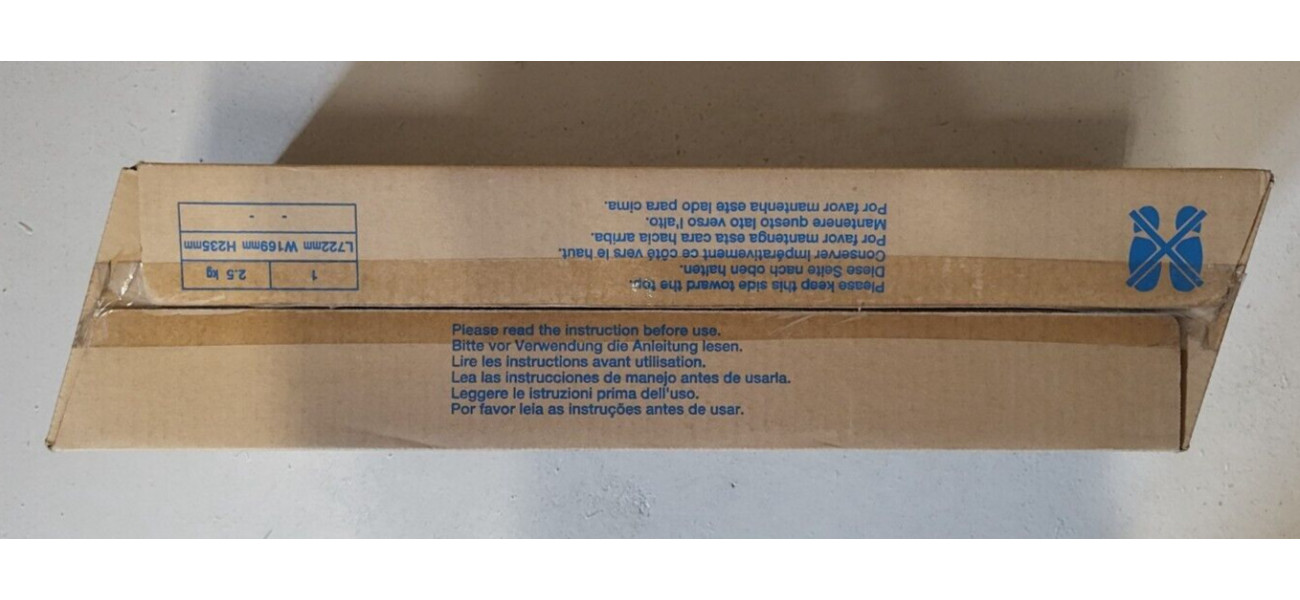 1 2.5 kg
L722mm W169mm H235mm
- -
Please keep this side toward the top.
Diese Seite nach oben halten.
Conserver Impérativement ce côté vers le haut.
Por favor mantenga esta cara hacia arriba.
Mantenere questo lato verso l'alto.
Por favor mantenha este lado para cima.
Please read the instruction before use.
Bitte vor Verwendung die Anleitung lesen.
Lire les instructions avant utilisation.
Lea las instrucciones de manejo antes de usarla.
Leggere le istruzioni prima dell'uso.
Por favor leia as instruções antes de usar.